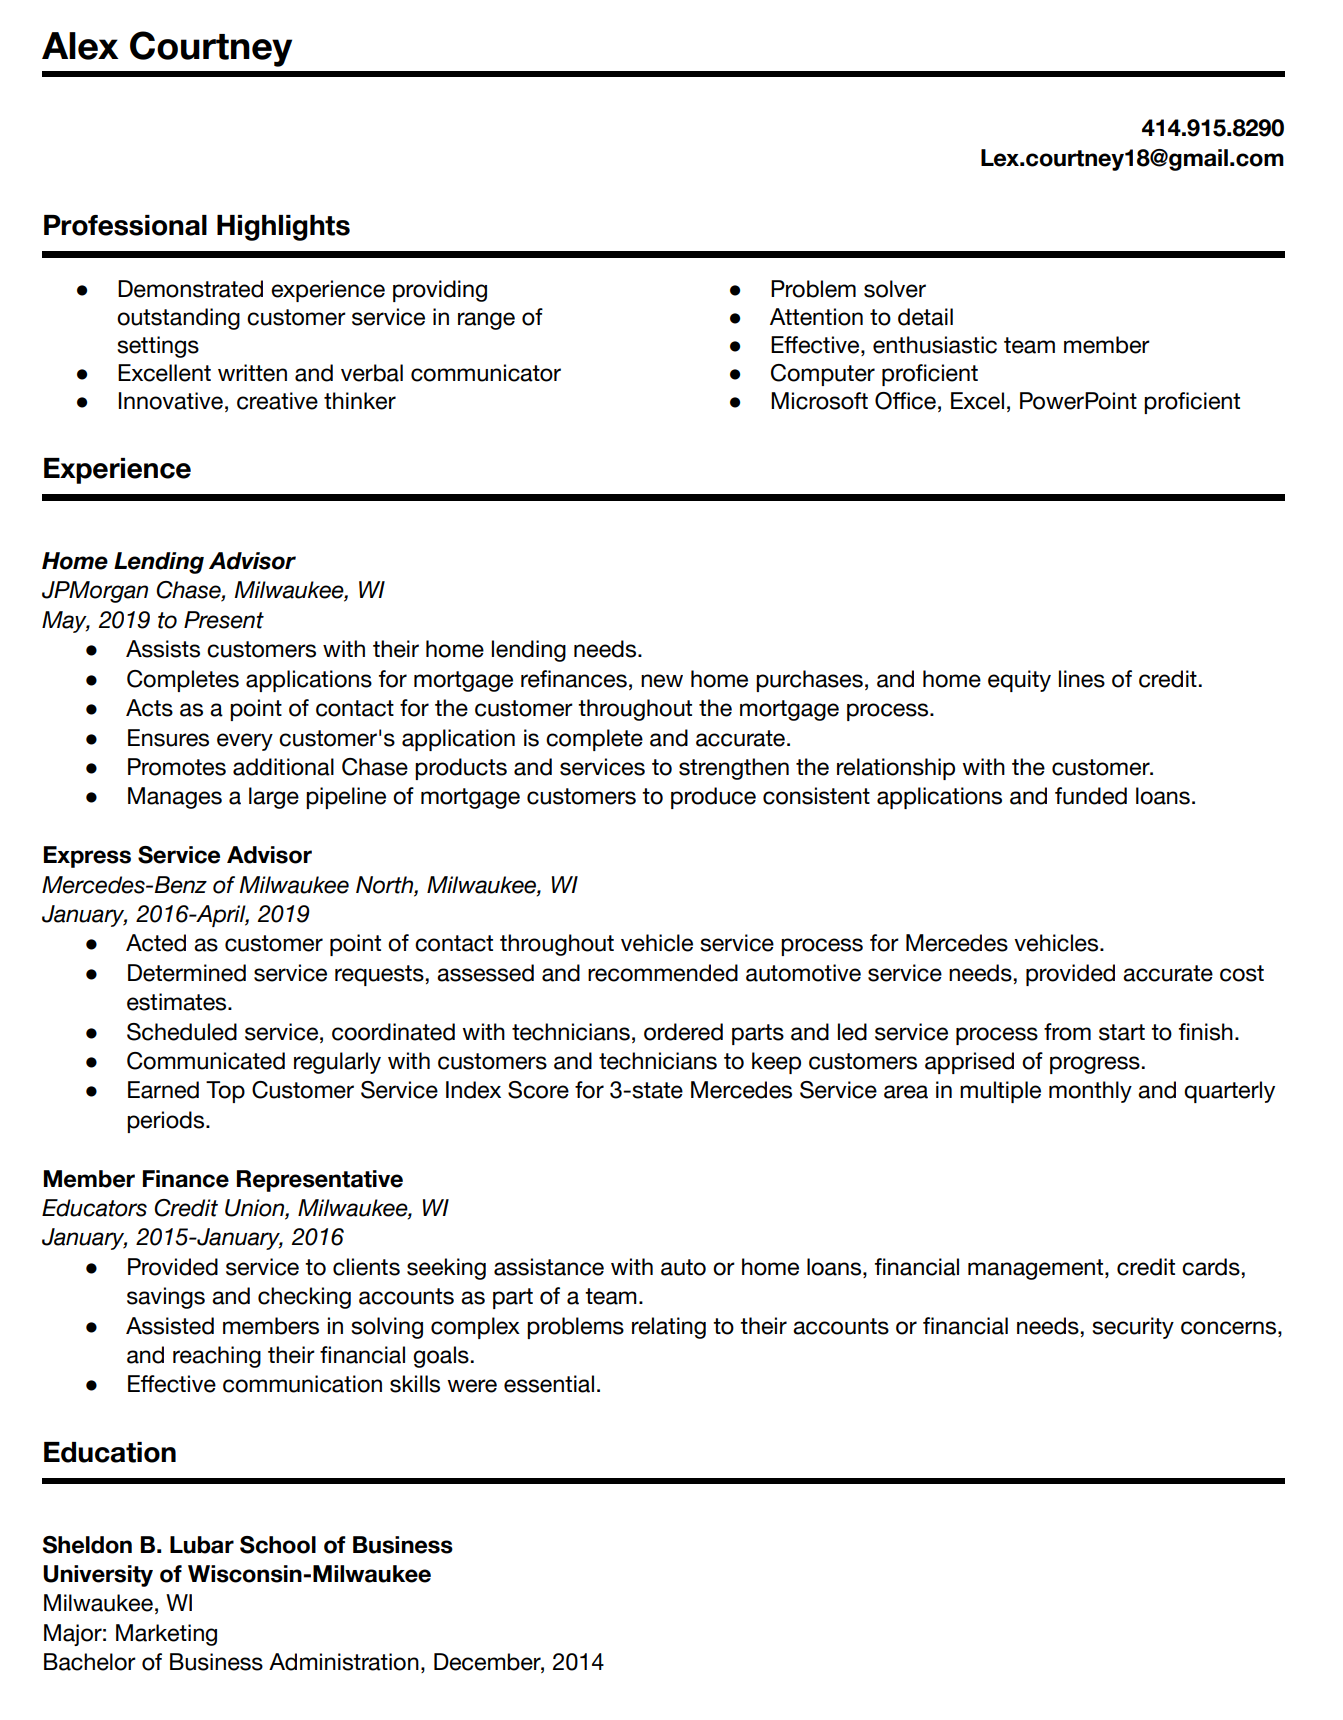 Alex Courtney
414.915.8290
Lex.courtney18@gmail.com
Professional Highlights
● Demonstrated experience providing
outstanding customer service in range of
settings
● Excellent written and verbal communicator
● Innovative, creative thinker
● Problem solver
● Attention to detail
● Effective, enthusiastic team member
● Computer proficient
● Microsoft Office, Excel, PowerPoint proficient
Experience
Home Lending Advisor
JPMorgan Chase, Milwaukee, WI
May, 2019 to Present
● Assists customers with their home lending needs.
● Completes applications for mortgage refinances, new home purchases, and home equity lines of credit.
● Acts as a point of contact for the customer throughout the mortgage process.
● Ensures every customer's application is complete and accurate.
● Promotes additional Chase products and services to strengthen the relationship with the customer.
● Manages a large pipeline of mortgage customers to produce consistent applications and funded loans.
Express Service Advisor
Mercedes-Benz of Milwaukee North, Milwaukee, WI
January, 2016-April, 2019
● Acted as customer point of contact throughout vehicle service process for Mercedes vehicles.
● Determined service requests, assessed and recommended automotive service needs, provided accurate cost
estimates.
● Scheduled service, coordinated with technicians, ordered parts and led service process from start to finish.
● Communicated regularly with customers and technicians to keep customers apprised of progress.
● Earned Top Customer Service Index Score for 3-state Mercedes Service area in multiple monthly and quarterly
periods.
Member Finance Representative
Educators Credit Union, Milwaukee, WI
January, 2015-January, 2016
● Provided service to clients seeking assistance with auto or home loans, financial management, credit cards,
savings and checking accounts as part of a team.
● Assisted members in solving complex problems relating to their accounts or financial needs, security concerns,
and reaching their financial goals.
● Effective communication skills were essential.
Education
Sheldon B. Lubar School of Business
University of Wisconsin-Milwaukee
Milwaukee, WI
Major: Marketing
Bachelor of Business Administration, December, 2014